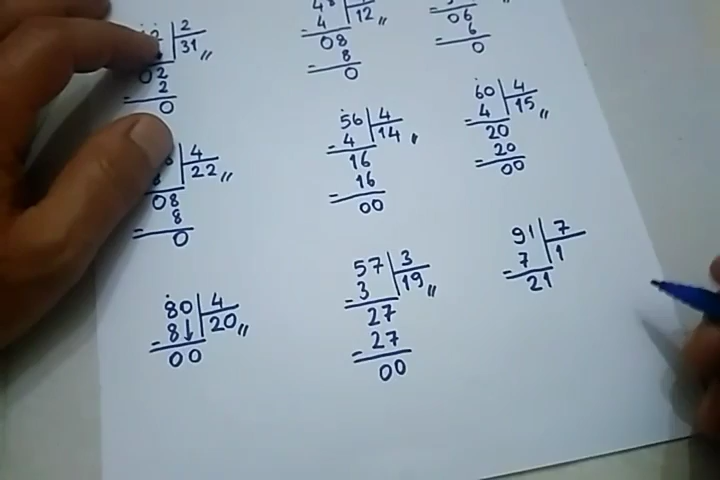 2 | 2
31 //
02
2
= 0
48
= 4 | 12 //
08
= 8
0
06
= 6
0
4
22 //
08
= 8
0
56 | 4
= 4 | 14 //
16
= 16
00
60 | 4
= 4 | 15 //
20
= 20
00
80 | 4
= 8↓ | 20 //
00
57 | 3
= 3 | 19 //
27
= 27
00
91 | 7
= 7 | 1
21